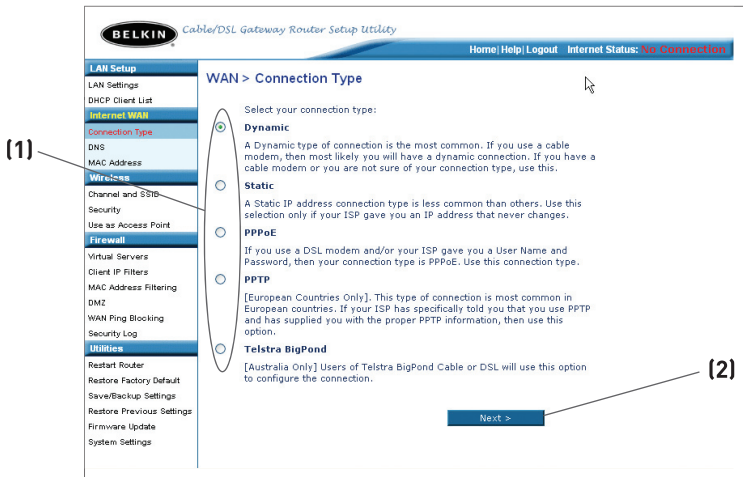 BELKIN
Cable/DSL Gateway Router Setup Utility
Home| Help| Logout Internet Status: No Connection
LAN Setup
LAN Settings
DHCP Client List
Internet WAN
Connection Type
DNS
MAC Address
Wireless
Channel and SSID
Security
Use as Access Point
Firewall
Virtual Servers
Client IP Filters
MAC Address Filtering
DMZ
WAN Ping Blocking
Security Log
Utilities
Restart Router
Restore Factory Default
Save/Backup Settings
Restore Previous Settings
Firmware Update
System Settings
WAN > Connection Type
Select your connection type:
Dynamic
A Dynamic type of connection is the most common. If you use a cable
modem, then most likely you will have a dynamic connection. If you have a
cable modem or you are not sure of your connection type, use this.
Static
A Static IP address connection type is less common than others. Use this
selection only if your ISP gave you an IP address that never changes.
PPPoE
If you use a DSL modem and/or your ISP gave you a User Name and
Password, then your connection type is PPPoE. Use this connection type.
PPTP
[European Countries Only]. This type of connection is most common in
European countries. If your ISP has specifically told you that you use PPTP
and has supplied you with the proper PPTP information, then use this
option.
Telstra BigPond
[Australia Only] Users of Telstra BigPond Cable or DSL will use this option
to configure the connection.
Next >
(1)
(2)